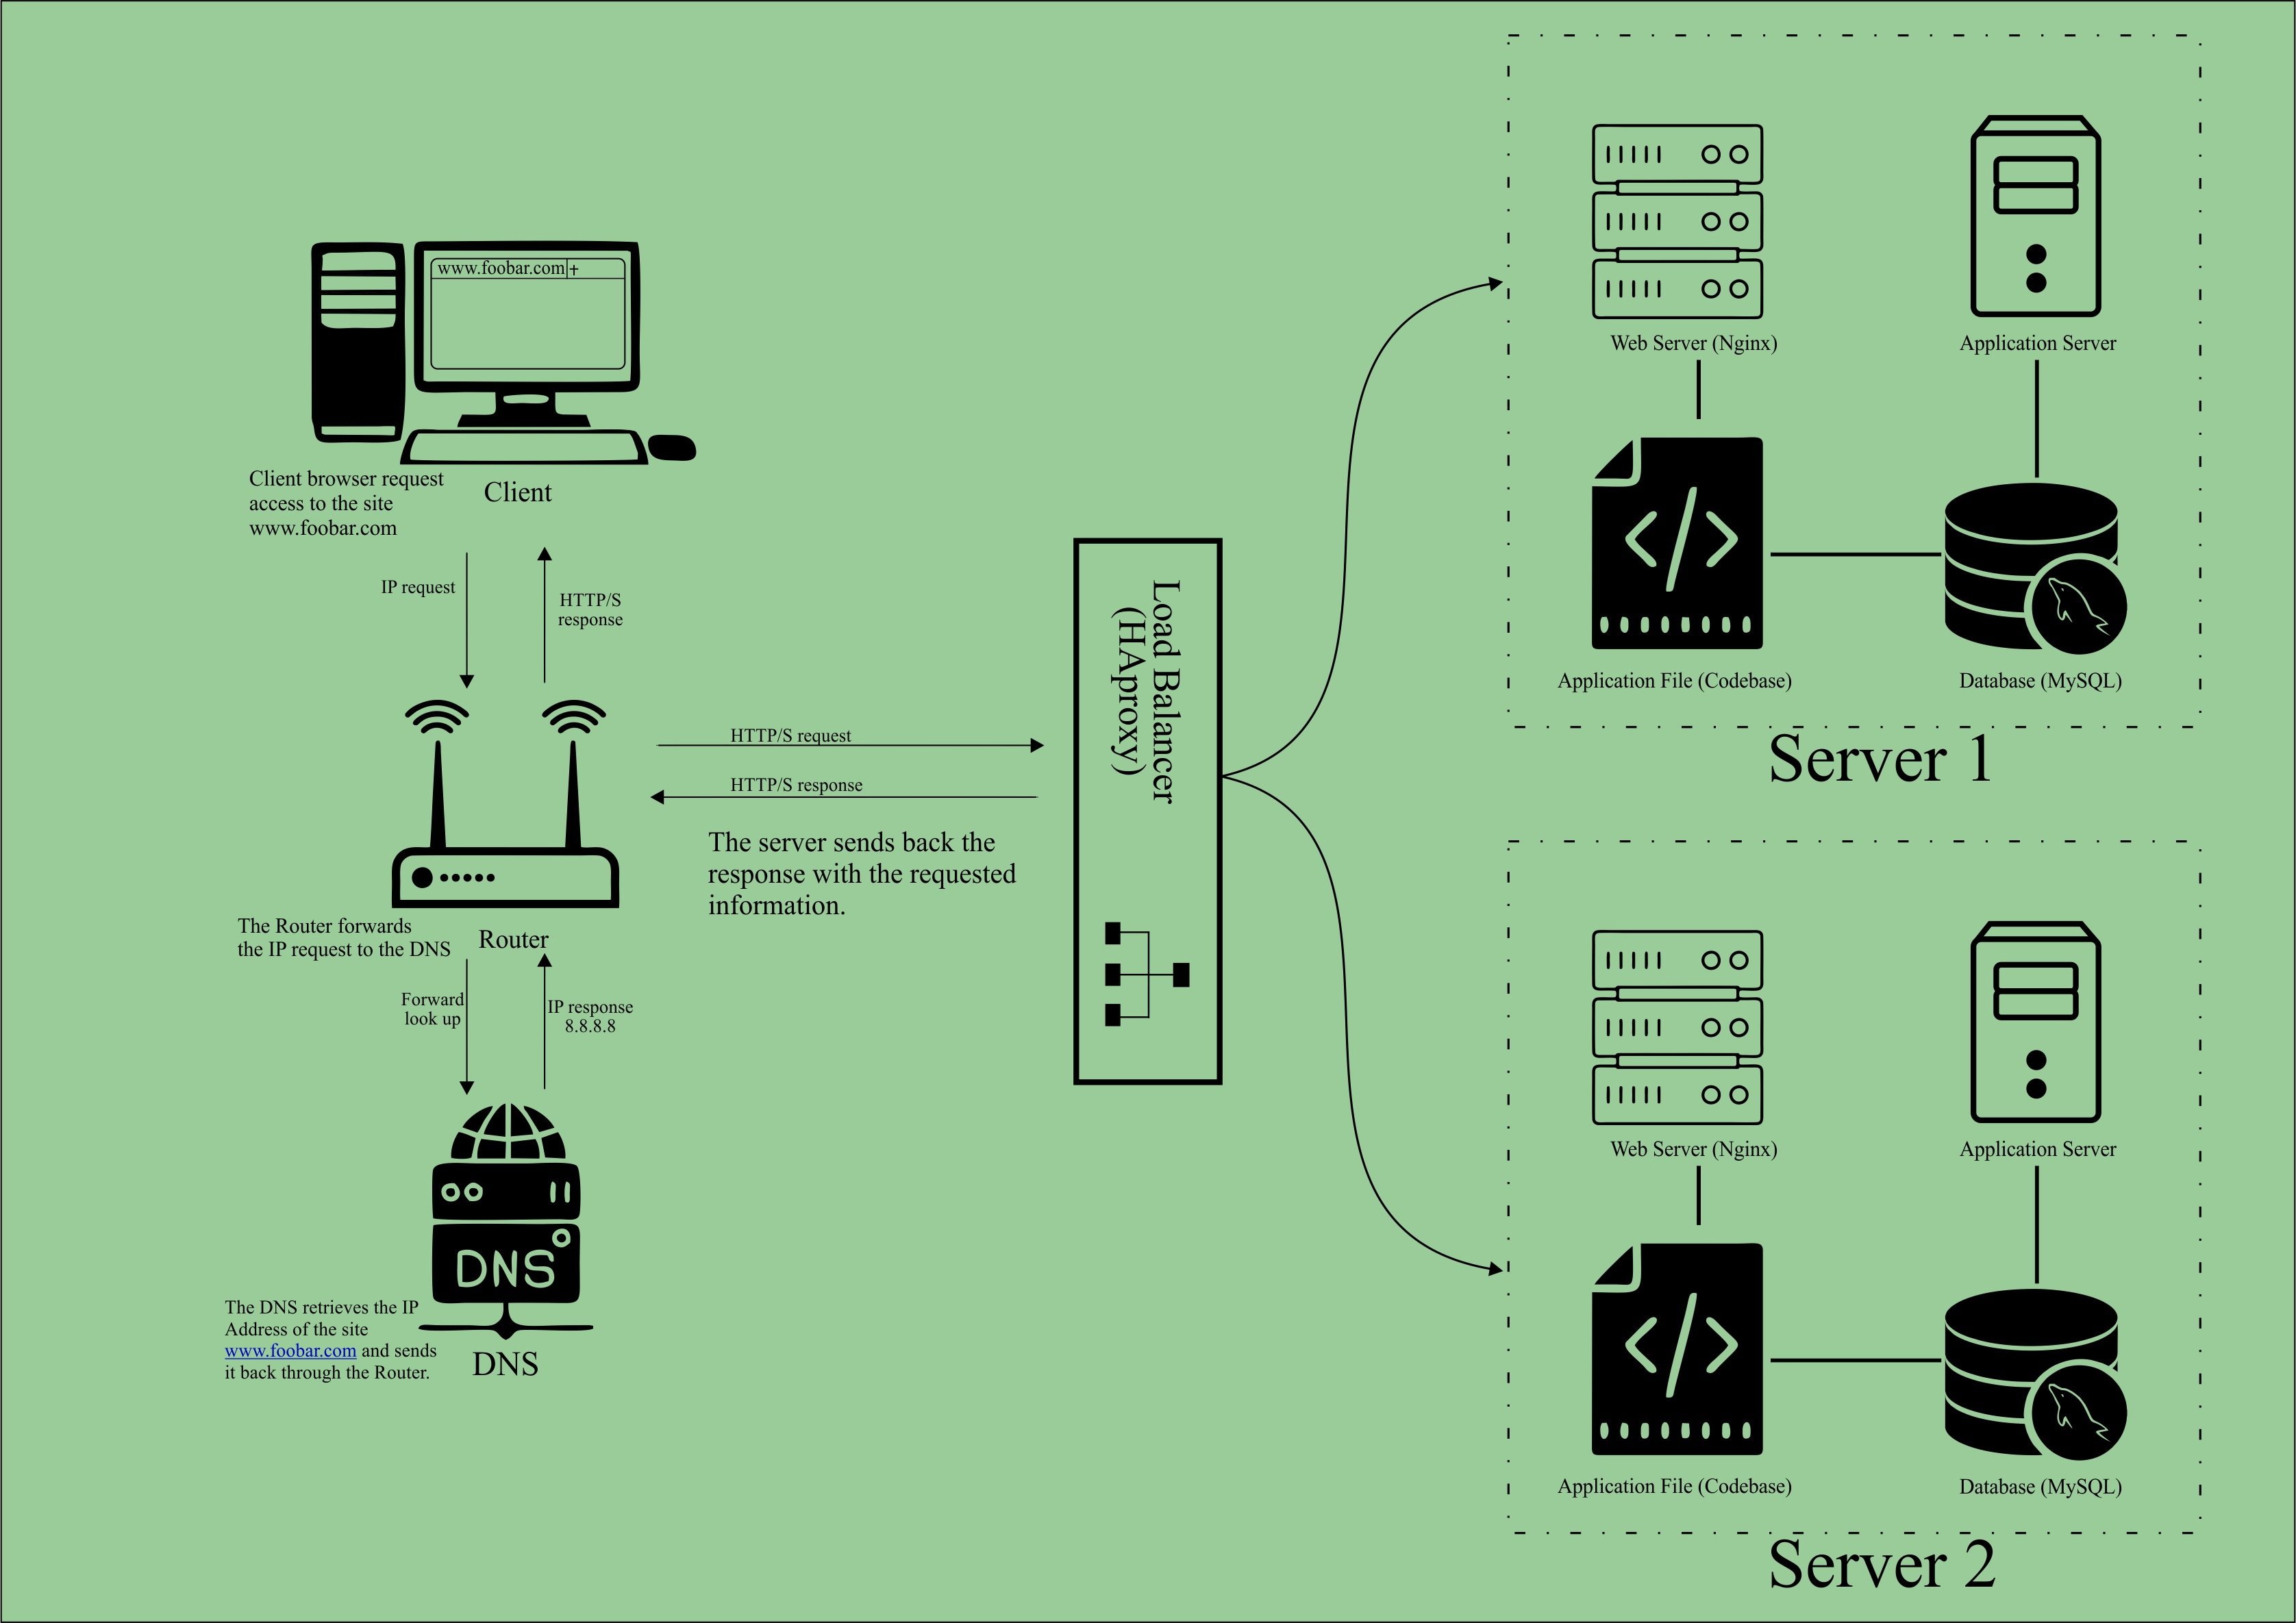 www.foobar.com
Client browser request
access to the site
www.foobar.com
Client
IP request
HTTP/S
response
The Router forwards
the IP request to the DNS
Router
Forward
look up
IP response
8.8.8.8
DNS
The DNS retrieves the IP
Address of the site
www.foobar.com and sends
it back through the Router.
DNS
HTTP/S request
HTTP/S response
The server sends back the
response with the requested
information.
Load Balancer
(HAproxy)
Web Server (Nginx)
Application Server
Application File (Codebase)
Database (MySQL)
Server 1
Web Server (Nginx)
Application Server
Application File (Codebase)
Database (MySQL)
Server 2